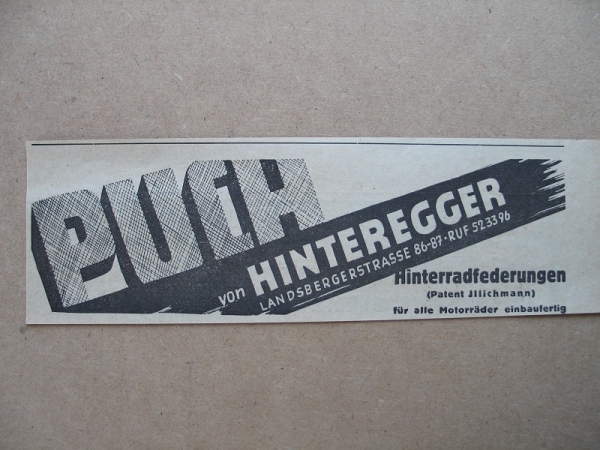 PUCH
von HINTEREGGER
LANDSBERGERSTRASSE 86-87 · RUF 523396
Hinterradfederungen
(Patent Jllichmann)
für alle Motorräder einbaufertig